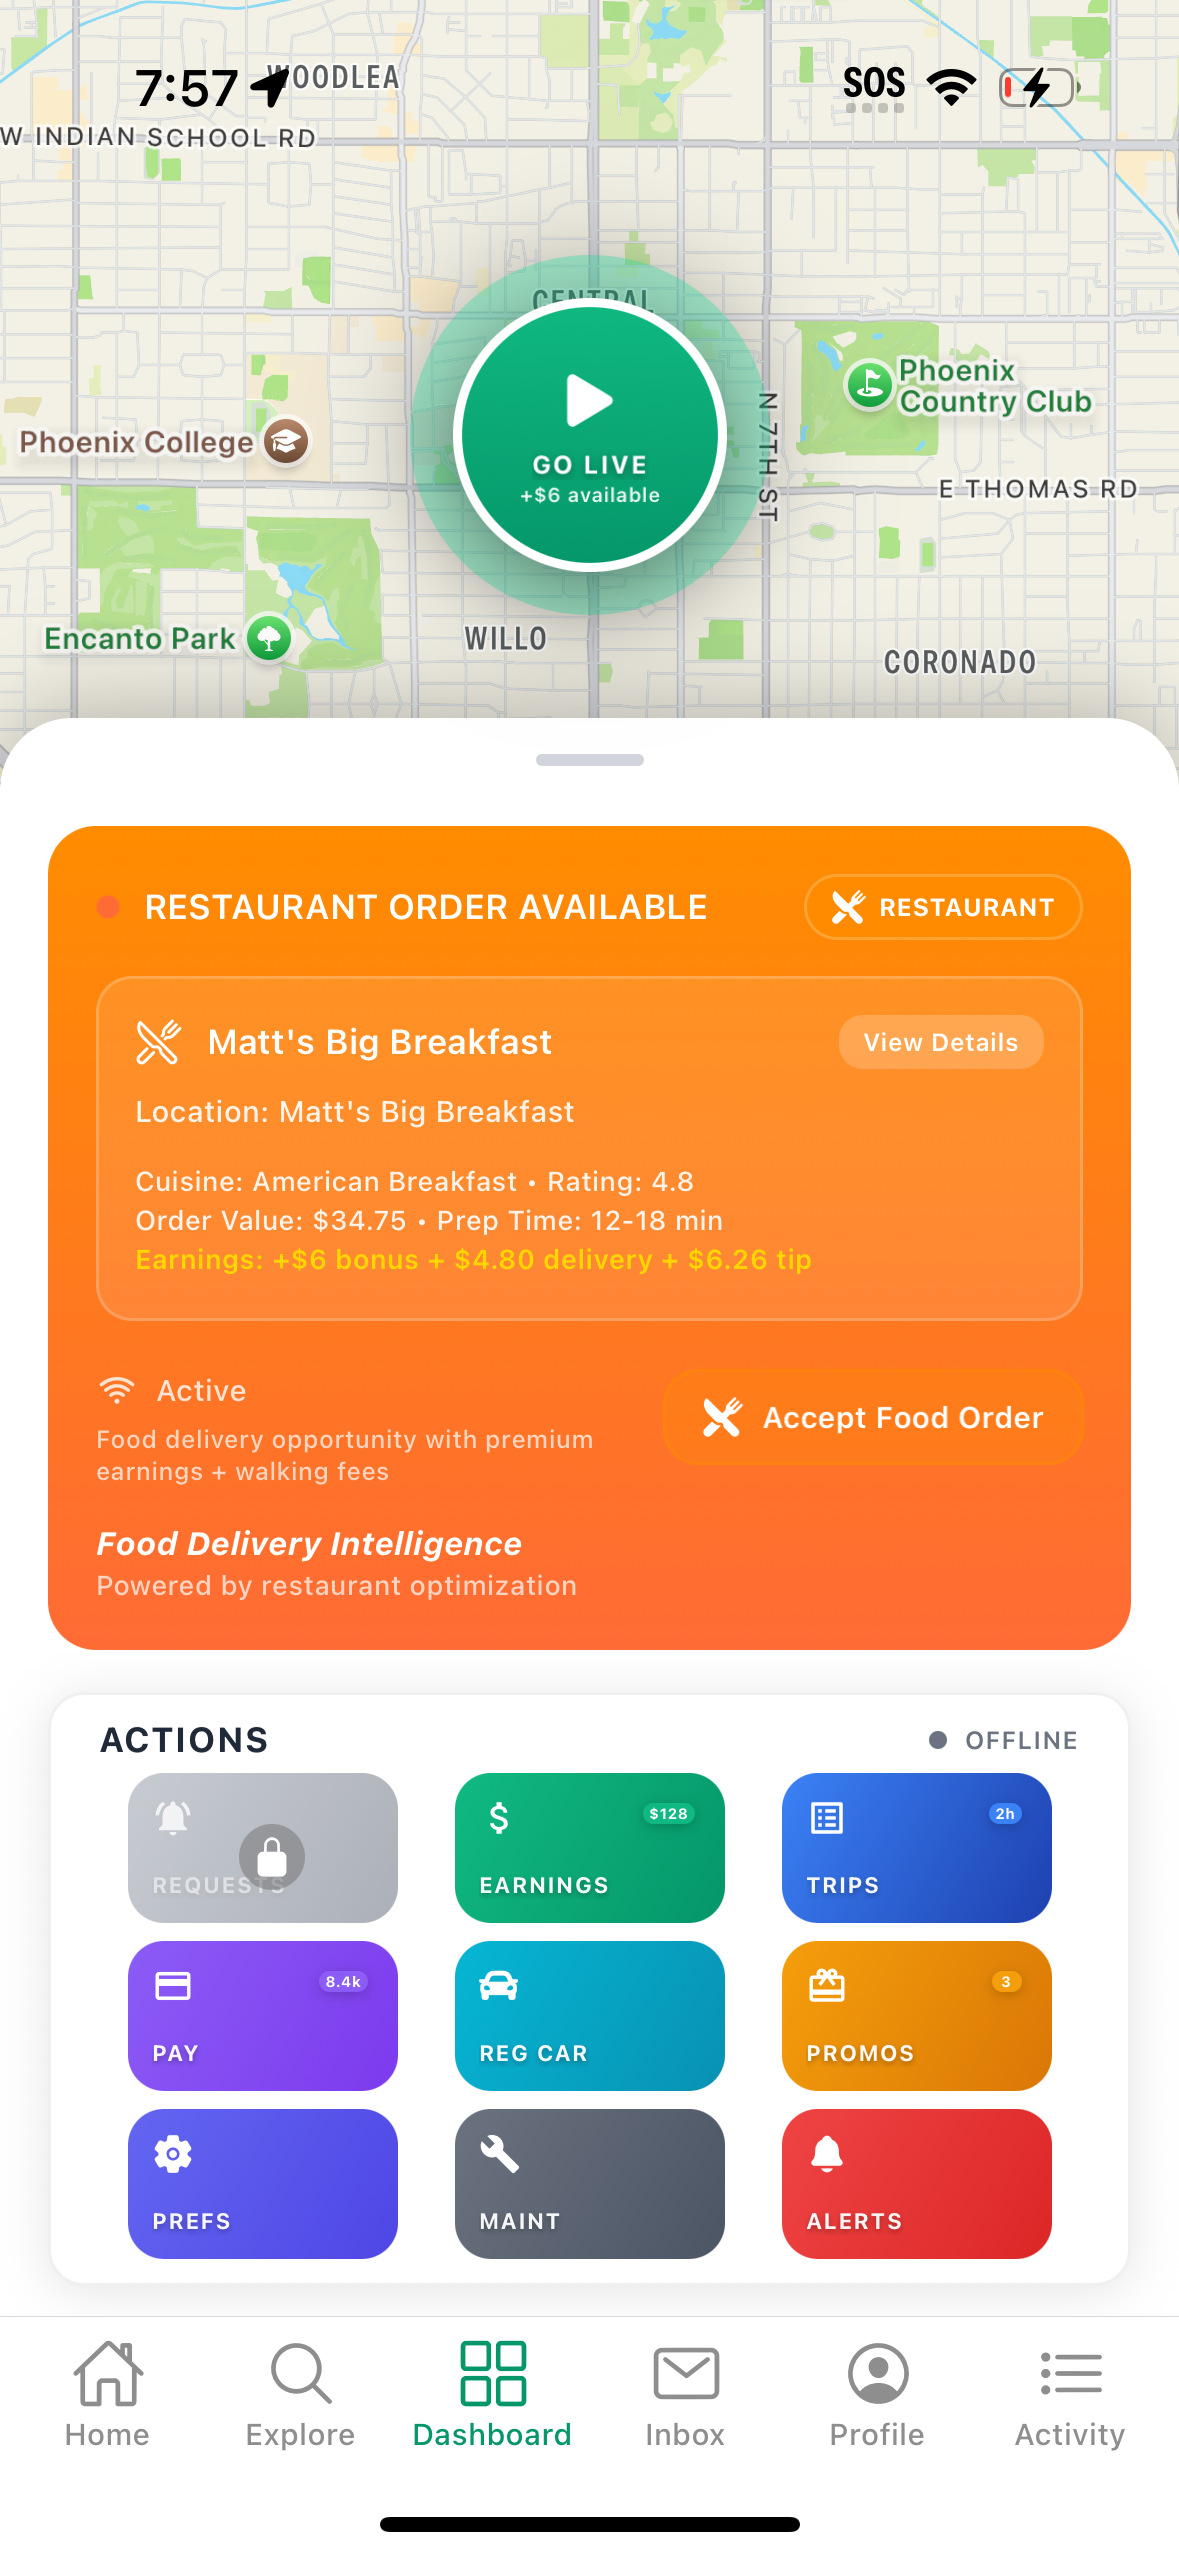 7:57
SOS
WOODLEA
W INDIAN SCHOOL RD
CENTRAL
GO LIVE
+$6 available
N 7TH ST
Phoenix
Country Club
Phoenix College
E THOMAS RD
Encanto Park
WILLO
CORONADO
RESTAURANT ORDER AVAILABLE
RESTAURANT
Matt's Big Breakfast
View Details
Location: Matt's Big Breakfast
Cuisine: American Breakfast • Rating: 4.8
Order Value: $34.75 • Prep Time: 12-18 min
Earnings: +$6 bonus + $4.80 delivery + $6.26 tip
Active
Food delivery opportunity with premium
earnings + walking fees
Accept Food Order
Food Delivery Intelligence
Powered by restaurant optimization
ACTIONS
OFFLINE
REQUESTS
$128
EARNINGS
2h
TRIPS
8.4k
PAY
REG CAR
3
PROMOS
PREFS
MAINT
ALERTS
Home
Explore
Dashboard
Inbox
Profile
Activity